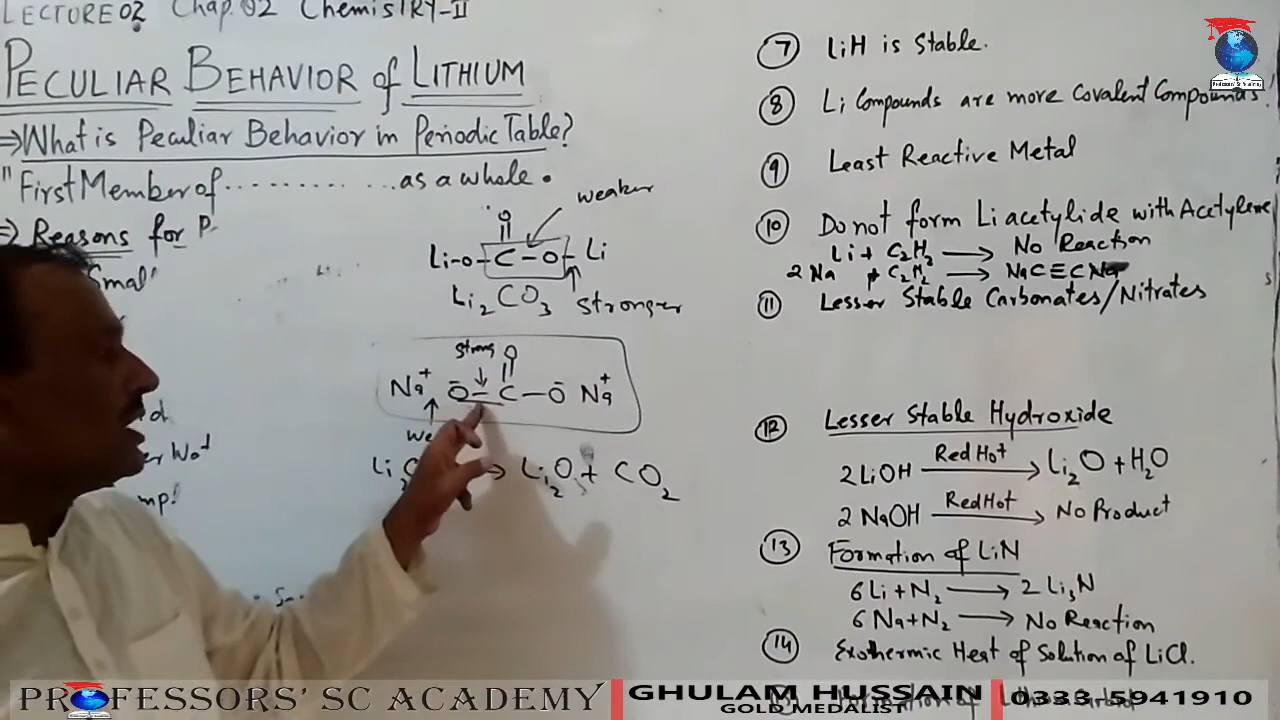 LECTURE 02 Chap. 02 Chemistry-II
PECULIAR BEHAVIOR of LITHIUM
⇒ What is Peculiar Behavior in Periodic Table?
"First Member of .......... as a whole.
⇒ Reasons for P
Small"
weaker
O
Li-O-C-O-Li
Li₂CO₃ Stronger
Strong O
Na⁺ Ō-C-Ō Na⁺
We
Li₂C → Li₂O + CO₂
⑦ LiH is Stable.
⑧ Li Compounds are more Covalent Compounds!
⑨ Least Reactive Metal
⑩ Do not form Li acetylide with Acetylene
Li + C₂H₂ → No Reaction
2Na + C₂H₂ → NaC≡CNa
⑪ Lesser Stable Carbonates/Nitrates
⑫ Lesser Stable Hydroxide
2LiOH Red Hot → Li₂O + H₂O
2NaOH Red Hot → No Product
⑬ Formation of LiN
6Li + N₂ → 2Li₃N
6Na + N₂ → No Reaction
⑭ Exothermic Heat of Solution of LiCl.
PROFESSORS' SC ACADEMY
GHULAM HUSSAIN
GOLD MEDALIST
0333 5941910